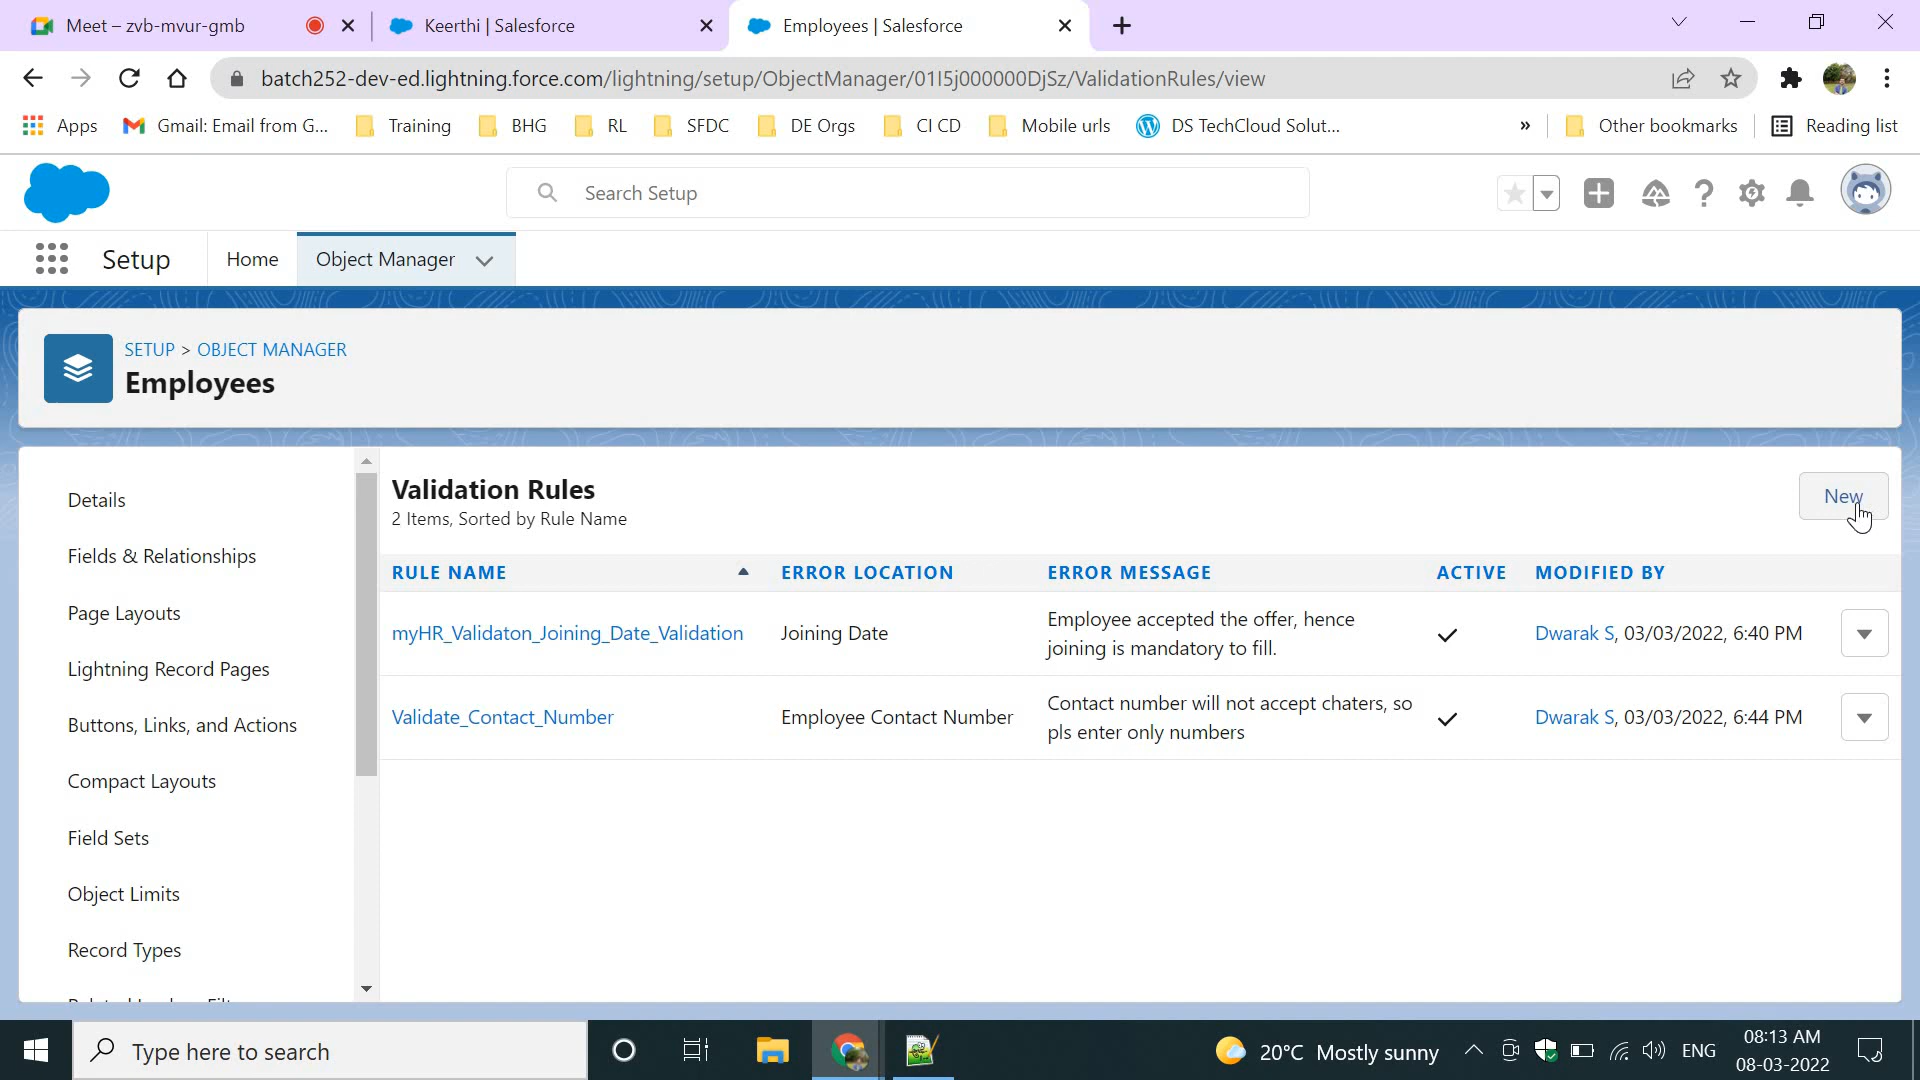 Meet – zvb-mvur-gmb
Keerthi | Salesforce
Employees | Salesforce
batch252-dev-ed.lightning.force.com/lightning/setup/ObjectManager/01I5j000000DjSz/ValidationRules/view
Apps
Gmail: Email from G...
Training
BHG
RL
SFDC
DE Orgs
CI CD
Mobile urls
DS TechCloud Solut...
»
Other bookmarks
Reading list
Search Setup
Setup
Home
Object Manager
SETUP > OBJECT MANAGER
Employees
Details
Fields & Relationships
Page Layouts
Lightning Record Pages
Buttons, Links, and Actions
Compact Layouts
Field Sets
Object Limits
Record Types
Validation Rules
2 Items, Sorted by Rule Name
New
RULE NAME ERROR LOCATION ERROR MESSAGE ACTIVE MODIFIED BY
myHR_Validaton_Joining_Date_Validation
Joining Date
Employee accepted the offer, hence
joining is mandatory to fill.
Dwarak S, 03/03/2022, 6:40 PM
Validate_Contact_Number
Employee Contact Number
Contact number will not accept chaters, so
pls enter only numbers
Dwarak S, 03/03/2022, 6:44 PM
Type here to search
20°C Mostly sunny
ENG
08:13 AM
08-03-2022